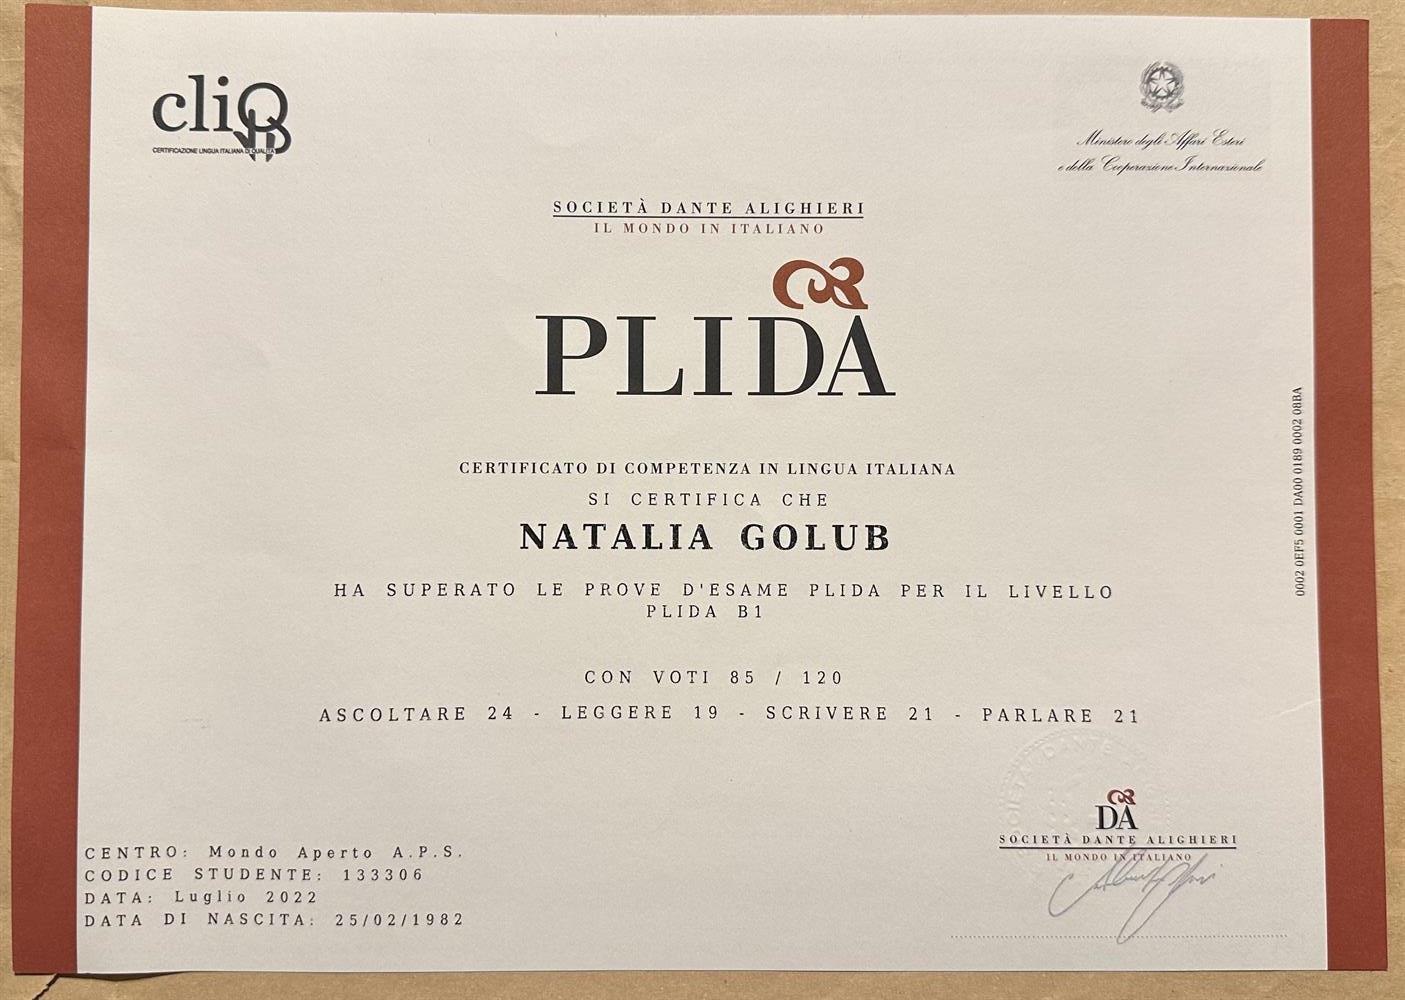 cliQ
CERTIFICAZIONE LINGUA ITALIANA DI QUALITÀ
Ministero degli Affari Esteri
e della Cooperazione Internazionale
SOCIETÀ DANTE ALIGHIERI
IL MONDO IN ITALIANO
PLIDA
CERTIFICATO DI COMPETENZA IN LINGUA ITALIANA
SI CERTIFICA CHE
NATALIA GOLUB
HA SUPERATO LE PROVE D'ESAME PLIDA PER IL LIVELLO
PLIDA B1
CON VOTI 85 / 120
ASCOLTARE 24 - LEGGERE 19 - SCRIVERE 21 - PARLARE 21
0002 0EF5 0001 DA00 0189 0002 08BA
DA
SOCIETÀ DANTE ALIGHIERI
IL MONDO IN ITALIANO
CENTRO: Mondo Aperto A.P.S.
CODICE STUDENTE: 133306
DATA: Luglio 2022
DATA DI NASCITA: 25/02/1982